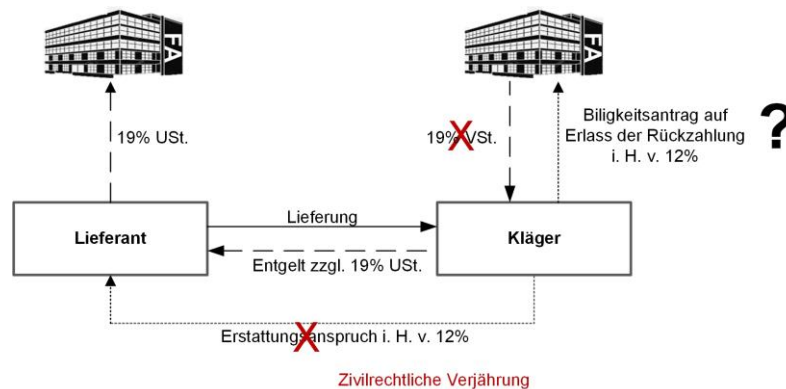 FA
FA
19% USt.
19% VSt.
Biligkeitsantrag auf
Erlass der Rückzahlung
i. H. v. 12%
?
Lieferant
Lieferung
Kläger
Entgelt zzgl. 19% USt.
Erstattungsanspruch i. H. v. 12%
Zivilrechtliche Verjährung